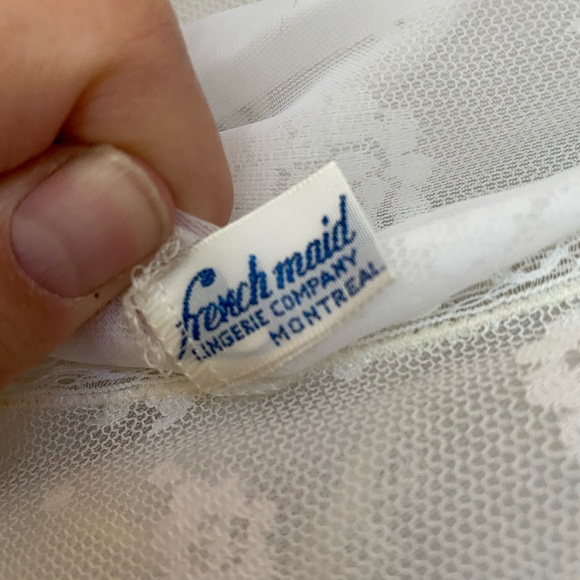 French maid
LINGERIE COMPANY
MONTREAL